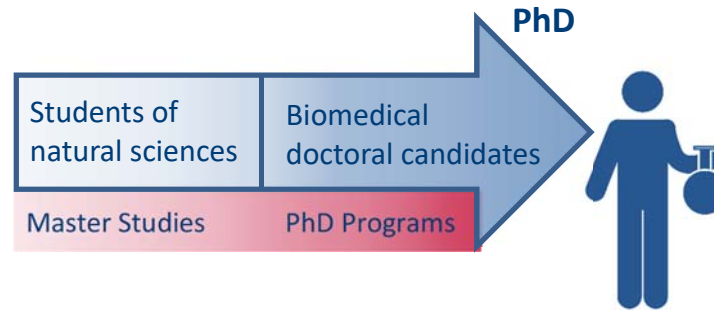 PhD
Students of
natural sciences
Biomedical
doctoral candidates
Master Studies
PhD Programs